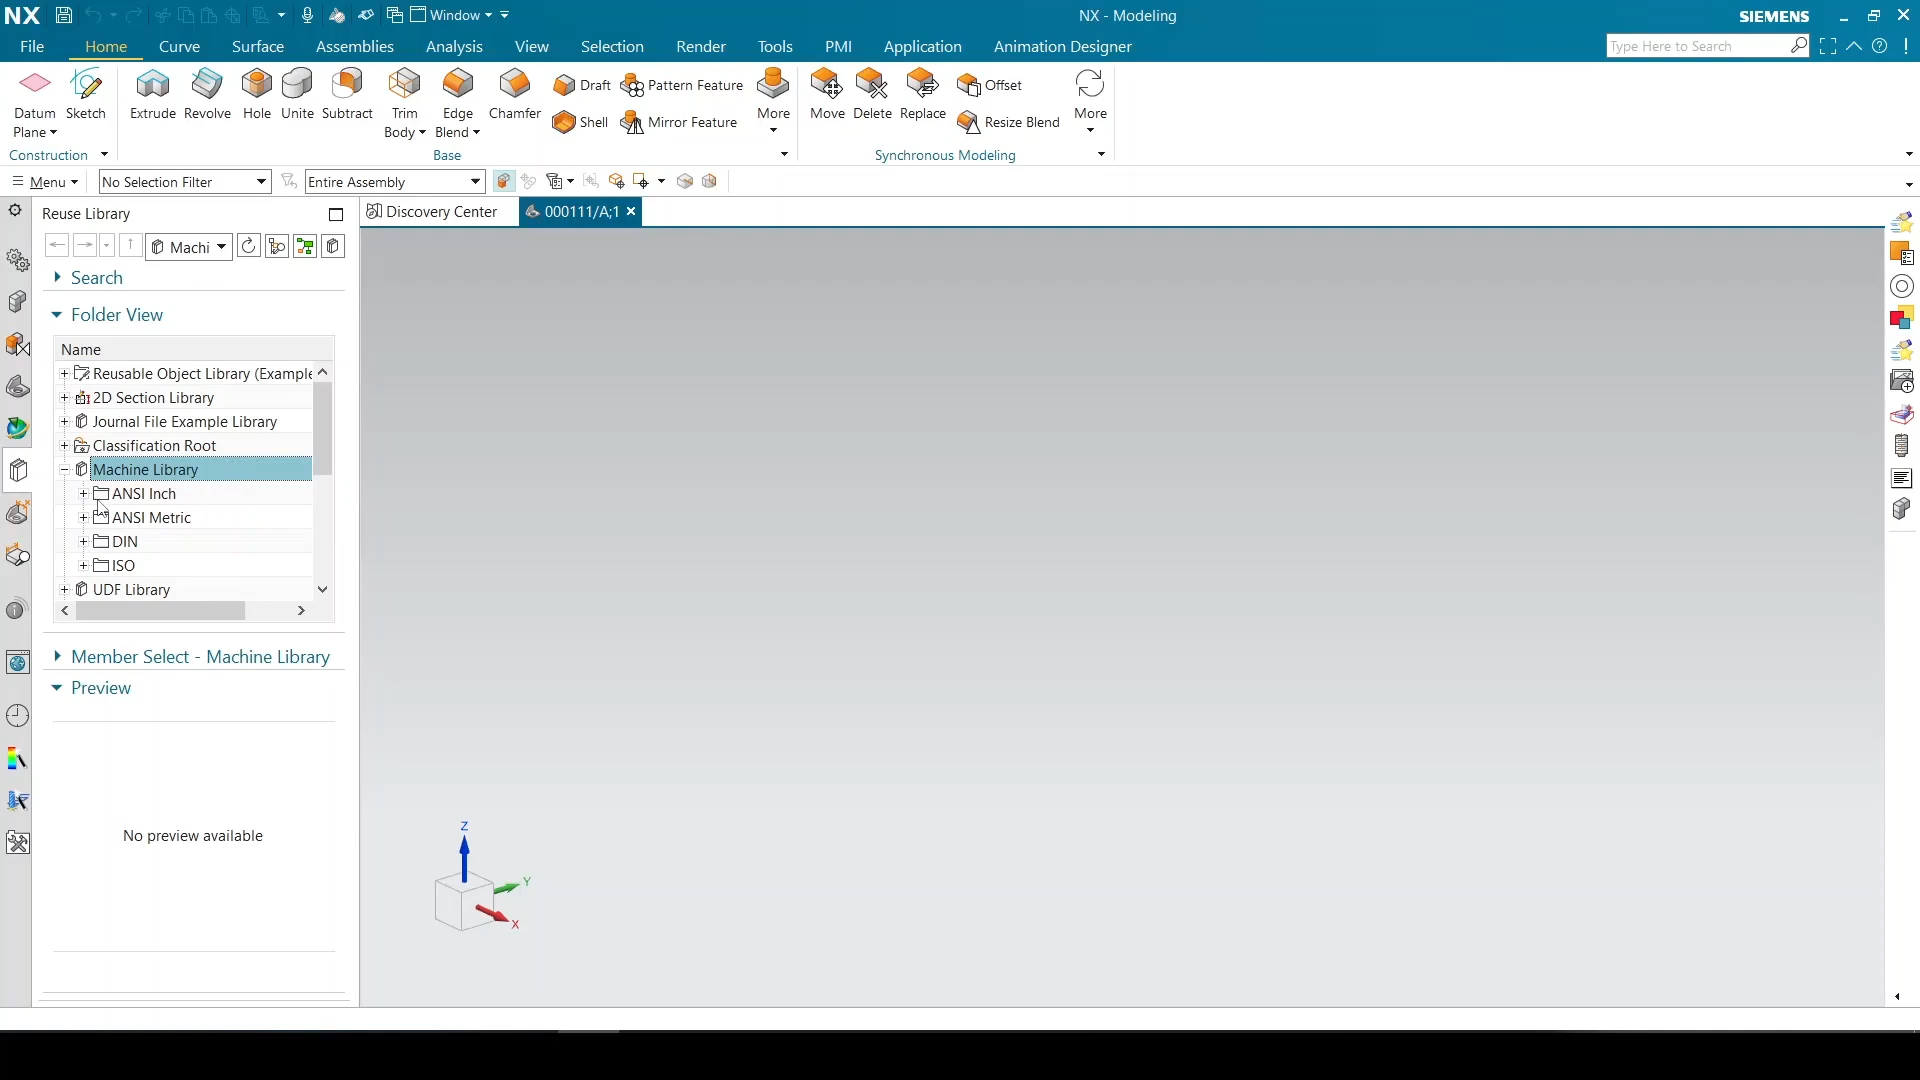 NX Window NX - Modeling SIEMENS
File Home Curve Surface Assemblies Analysis View Selection Render Tools PMI Application Animation Designer Type Here to Search
Datum Plane Sketch Extrude Revolve Hole Unite Subtract Trim Body Edge Blend Chamfer Draft Shell Pattern Feature Mirror Feature More Move Delete Replace Offset Resize Blend More
Construction Base Synchronous Modeling
Menu No Selection Filter Entire Assembly
Reuse Library Discovery Center 000111/A;1
Machi
Search
Folder View
Name
Reusable Object Library (Example
2D Section Library
Journal File Example Library
Classification Root
Machine Library
ANSI Inch
ANSI Metric
DIN
ISO
UDF Library
Member Select - Machine Library
Preview
No preview available
Z
Y
X